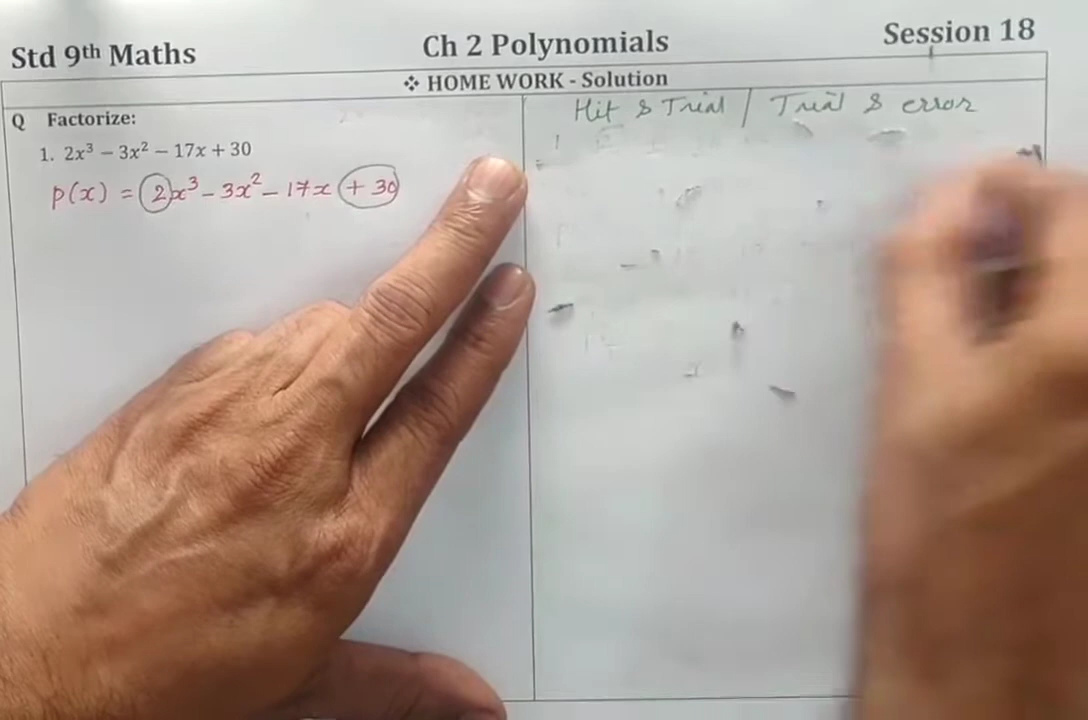 Std 9th Maths
Ch 2 Polynomials
Session 18
❖ HOME WORK - Solution
Q Factorize:
1. 2x³ − 3x² − 17x + 30
p(x) = 2x³ − 3x² − 17x + 30
Hit & Trial / Trial & error